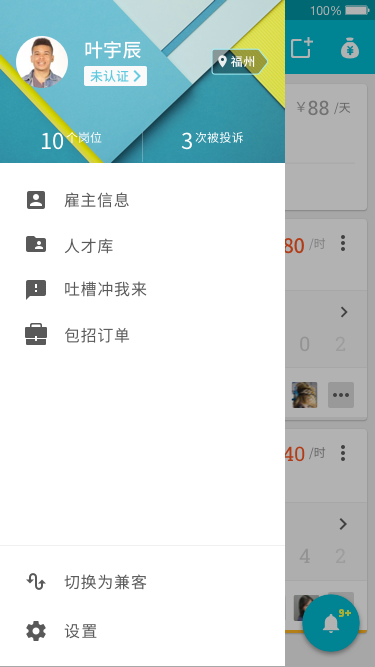 100%
叶宇辰
未认证
福州
10个岗位
3次被投诉
¥88 /天
雇主信息
人才库
80 /时
吐槽冲我来
包招订单
0 2
40 /时
4 2
切换为兼客
设置
9+